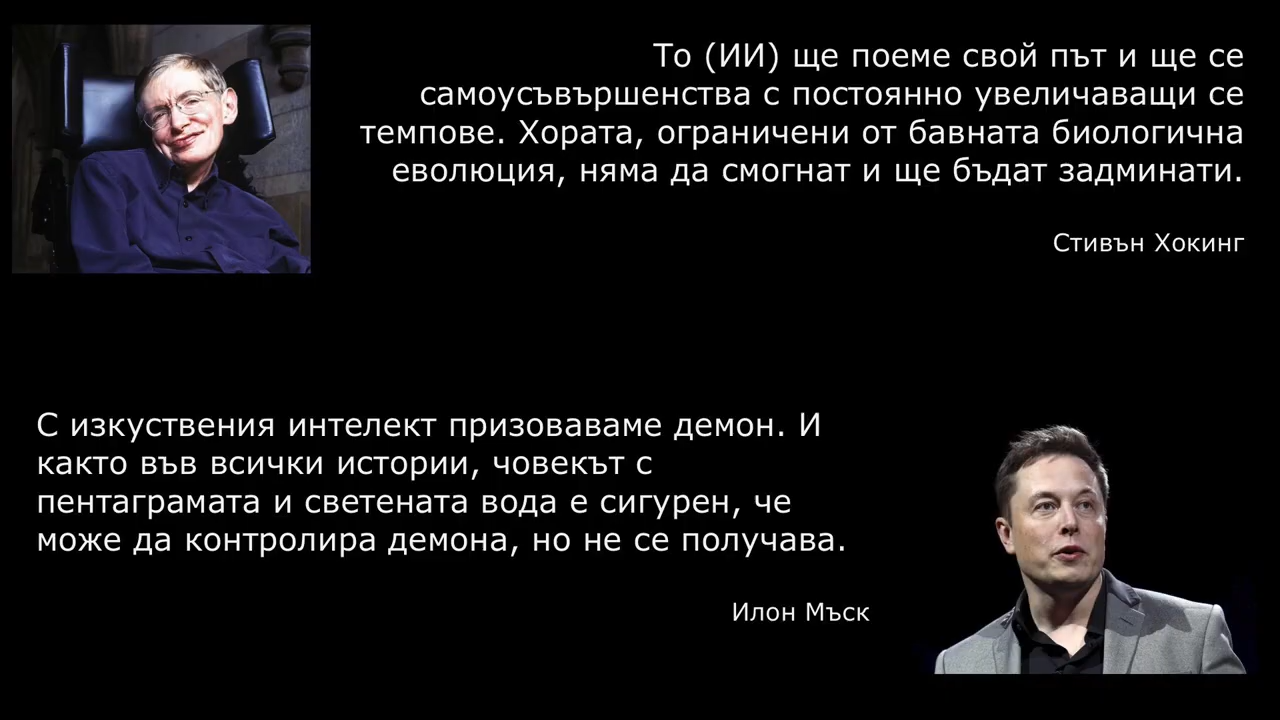 То (ИИ) ще поеме свой път и ще се
самоусъвършенства с постоянно увеличаващи се
темпове. Хората, ограничени от бавната биологична
еволюция, няма да смогнат и ще бъдат задминати.
Стивън Хокинг
С изкуствения интелект призоваваме демон. И
както във всички истории, човекът с
пентаграмата и светената вода е сигурен, че
може да контролира демона, но не се получава.
Илон Мъск